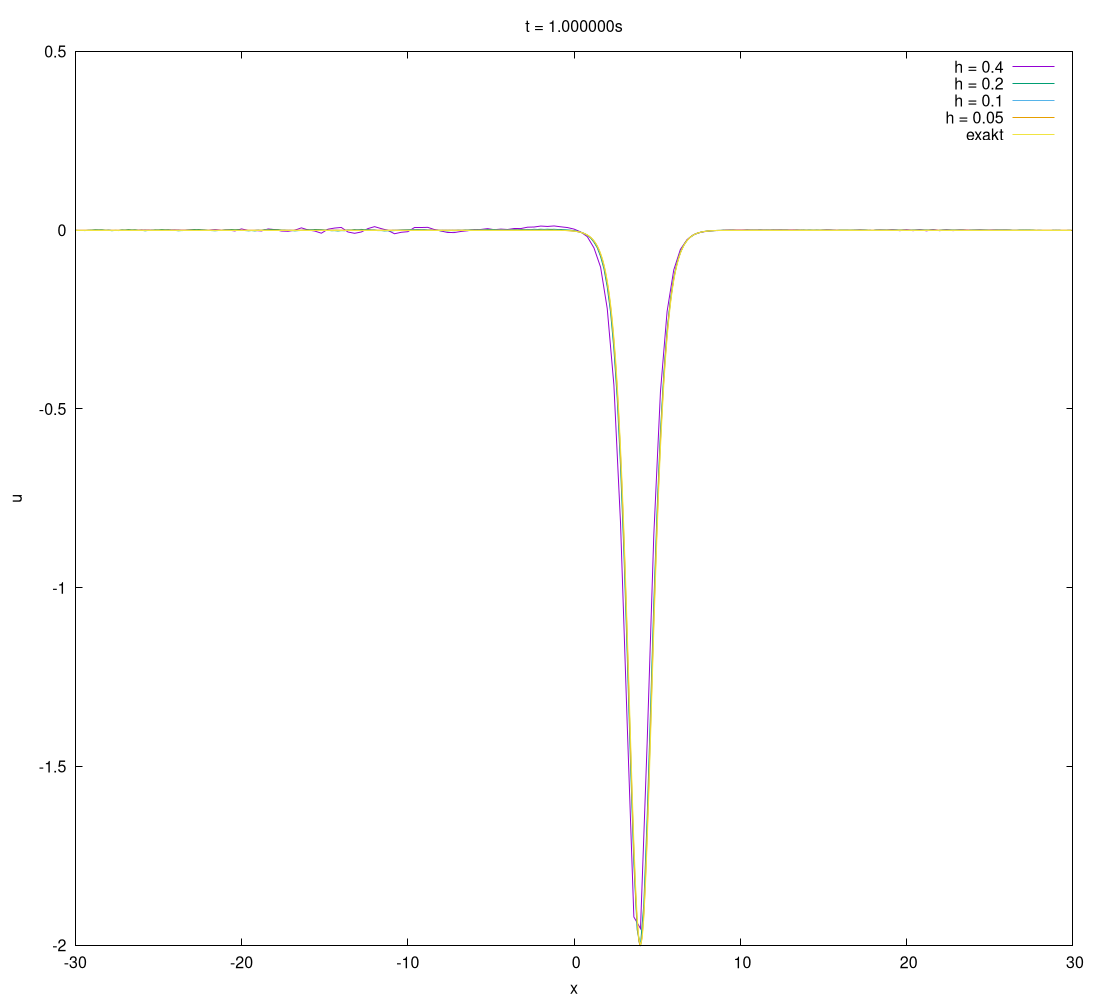 t = 1.000000s
h = 0.4
h = 0.2
h = 0.1
h = 0.05
exakt
0.5
0
-0.5
-1
-1.5
-2
u
-30
-20
-10
0
10
20
30
x